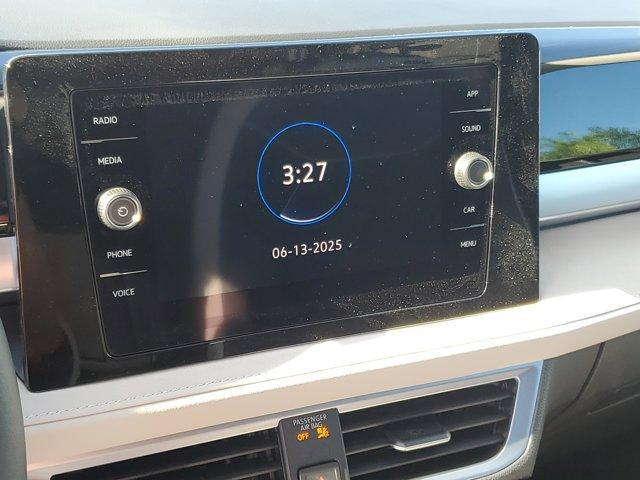 RADIO
MEDIA
PHONE
VOICE
3:27
06-13-2025
APP
SOUND
CAR
MENU
PASSENGER
AIR BAG
OFF